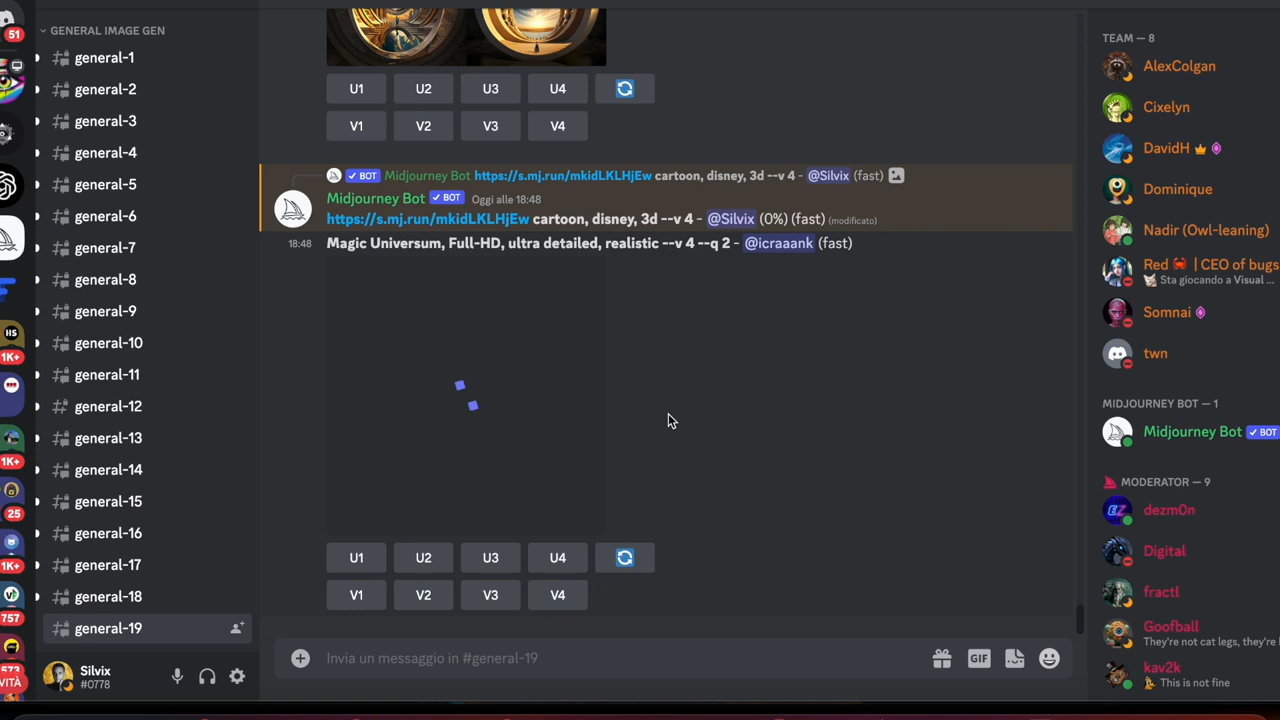 51
1K+
1K+
25
1K+
757
573
VITÀ
GENERAL IMAGE GEN
general-1
general-2
general-3
general-4
general-5
general-6
general-7
general-8
general-9
general-10
general-11
general-12
general-13
general-14
general-15
general-16
general-17
general-18
general-19
Silvix
#0778
U1 U2 U3 U4
V1 V2 V3 V4
BOT Midjourney Bot https://s.mj.run/mkidLKLHjEw cartoon, disney, 3d --v 4 - @Silvix (fast)
Midjourney Bot BOT Oggi alle 18:48
https://s.mj.run/mkidLKLHjEw cartoon, disney, 3d --v 4 - @Silvix (0%) (fast) (modificato)
18:48 Magic Universum, Full-HD, ultra detailed, realistic --v 4 --q 2 - @icraaank (fast)
U1 U2 U3 U4
V1 V2 V3 V4
Invia un messaggio in #general-19
GIF
TEAM — 8
AlexColgan
Cixelyn
DavidH
Dominique
Nadir (Owl-leaning)
Red | CEO of bugs
Sta giocando a Visual ...
Somnai
twn
MIDJOURNEY BOT — 1
Midjourney Bot BOT
MODERATOR — 9
dezm0n
Digital
fractl
Goofball
They're not cat legs, they're
kav2k
This is not fine